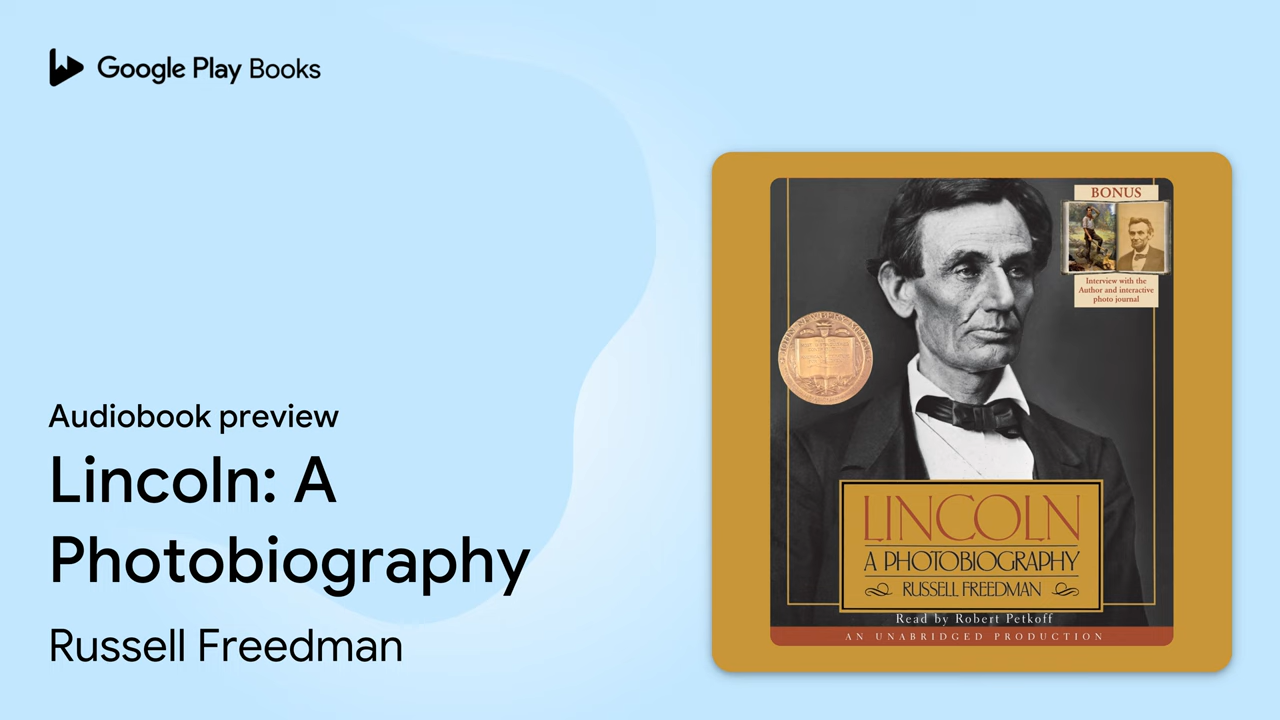 Google Play Books
Audiobook preview
Lincoln: A
Photobiography
Russell Freedman
BONUS
Interview with the
Author and interactive
photo journal
LINCOLN
A PHOTOBIOGRAPHY
RUSSELL FREEDMAN
Read by Robert Petkoff
AN UNABRIDGED PRODUCTION